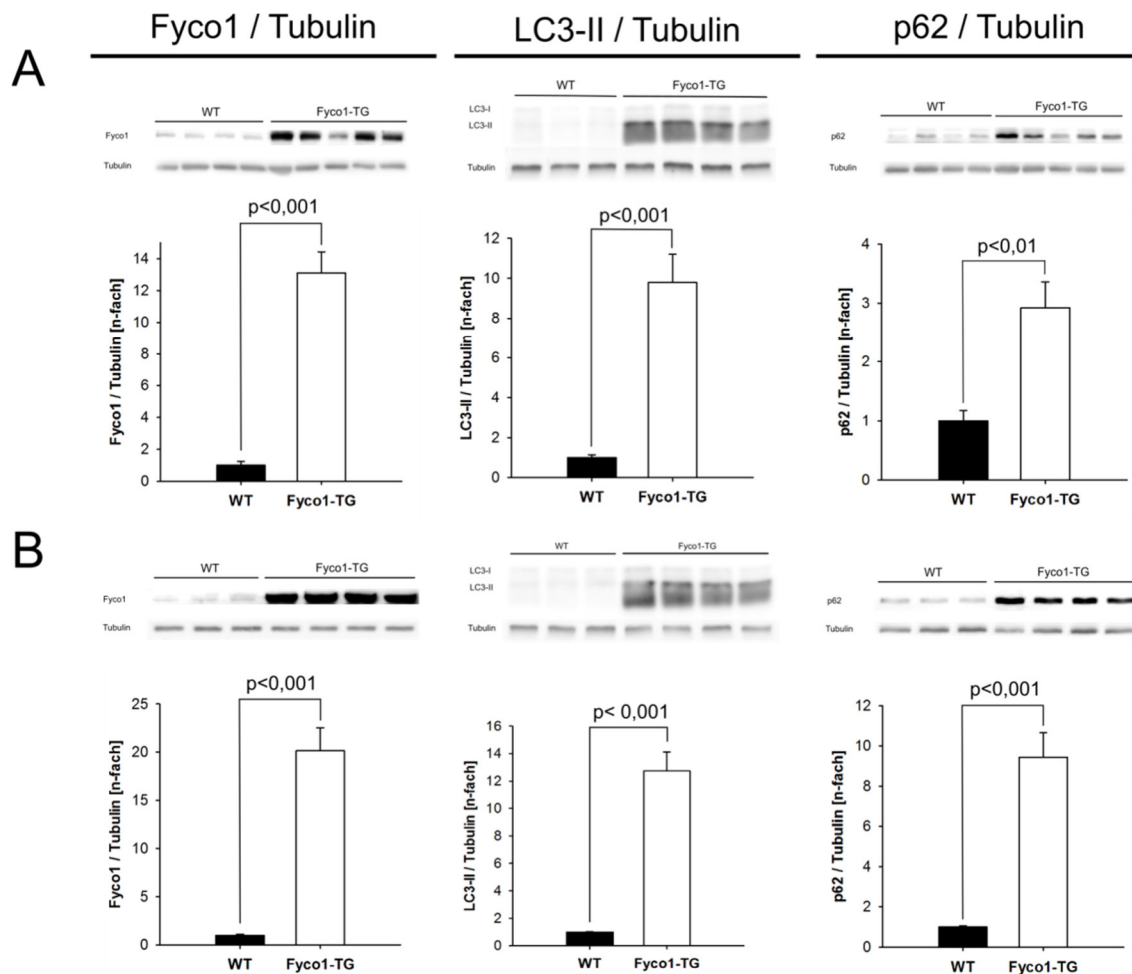 Fyco1 / Tubulin
LC3-II / Tubulin
p62 / Tubulin
A
WT
Fyco1-TG
Fyco1
Tubulin
p<0,001
Fyco1 / Tubulin [n-fach]
14
12
10
8
6
4
2
0
WT
Fyco1-TG
WT
Fyco1-TG
LC3-I
LC3-II
Tubulin
p<0,001
LC3-II / Tubulin [n-fach]
12
10
8
6
4
2
0
WT
Fyco1-TG
WT
Fyco1-TG
p62
Tubulin
p<0,01
p62 / Tubulin [n-fach]
4
3
2
1
0
WT
Fyco1-TG
B
WT
Fyco1-TG
Fyco1
Tubulin
p<0,001
Fyco1 / Tubulin [n-fach]
25
20
15
10
5
0
WT
Fyco1-TG
WT
Fyco1-TG
LC3-I
LC3-II
Tubulin
p< 0,001
LC3-II / Tubulin [n-fach]
16
14
12
10
8
6
4
2
0
WT
Fyco1-TG
WT
Fyco1-TG
p62
Tubulin
p<0,001
p62 / Tubulin [n-fach]
12
10
8
6
4
2
0
WT
Fyco1-TG